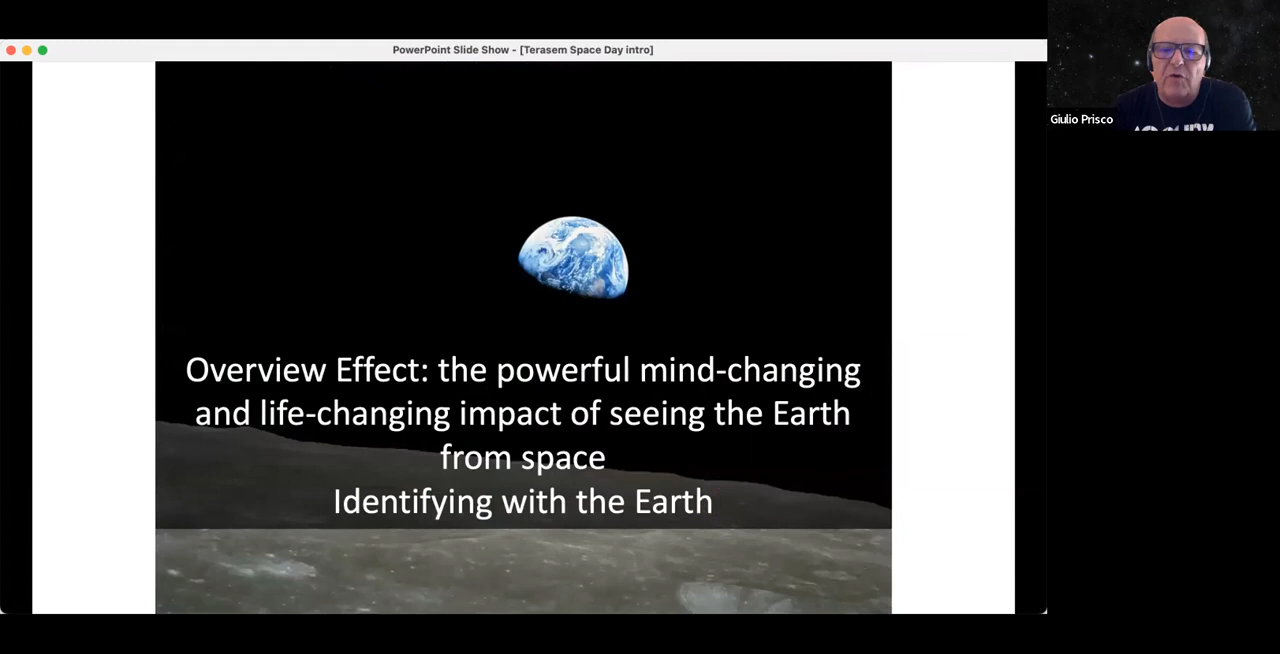 PowerPoint Slide Show - [Terasem Space Day intro]
Giulio Prisco
Overview Effect: the powerful mind-changing
and life-changing impact of seeing the Earth
from space
Identifying with the Earth